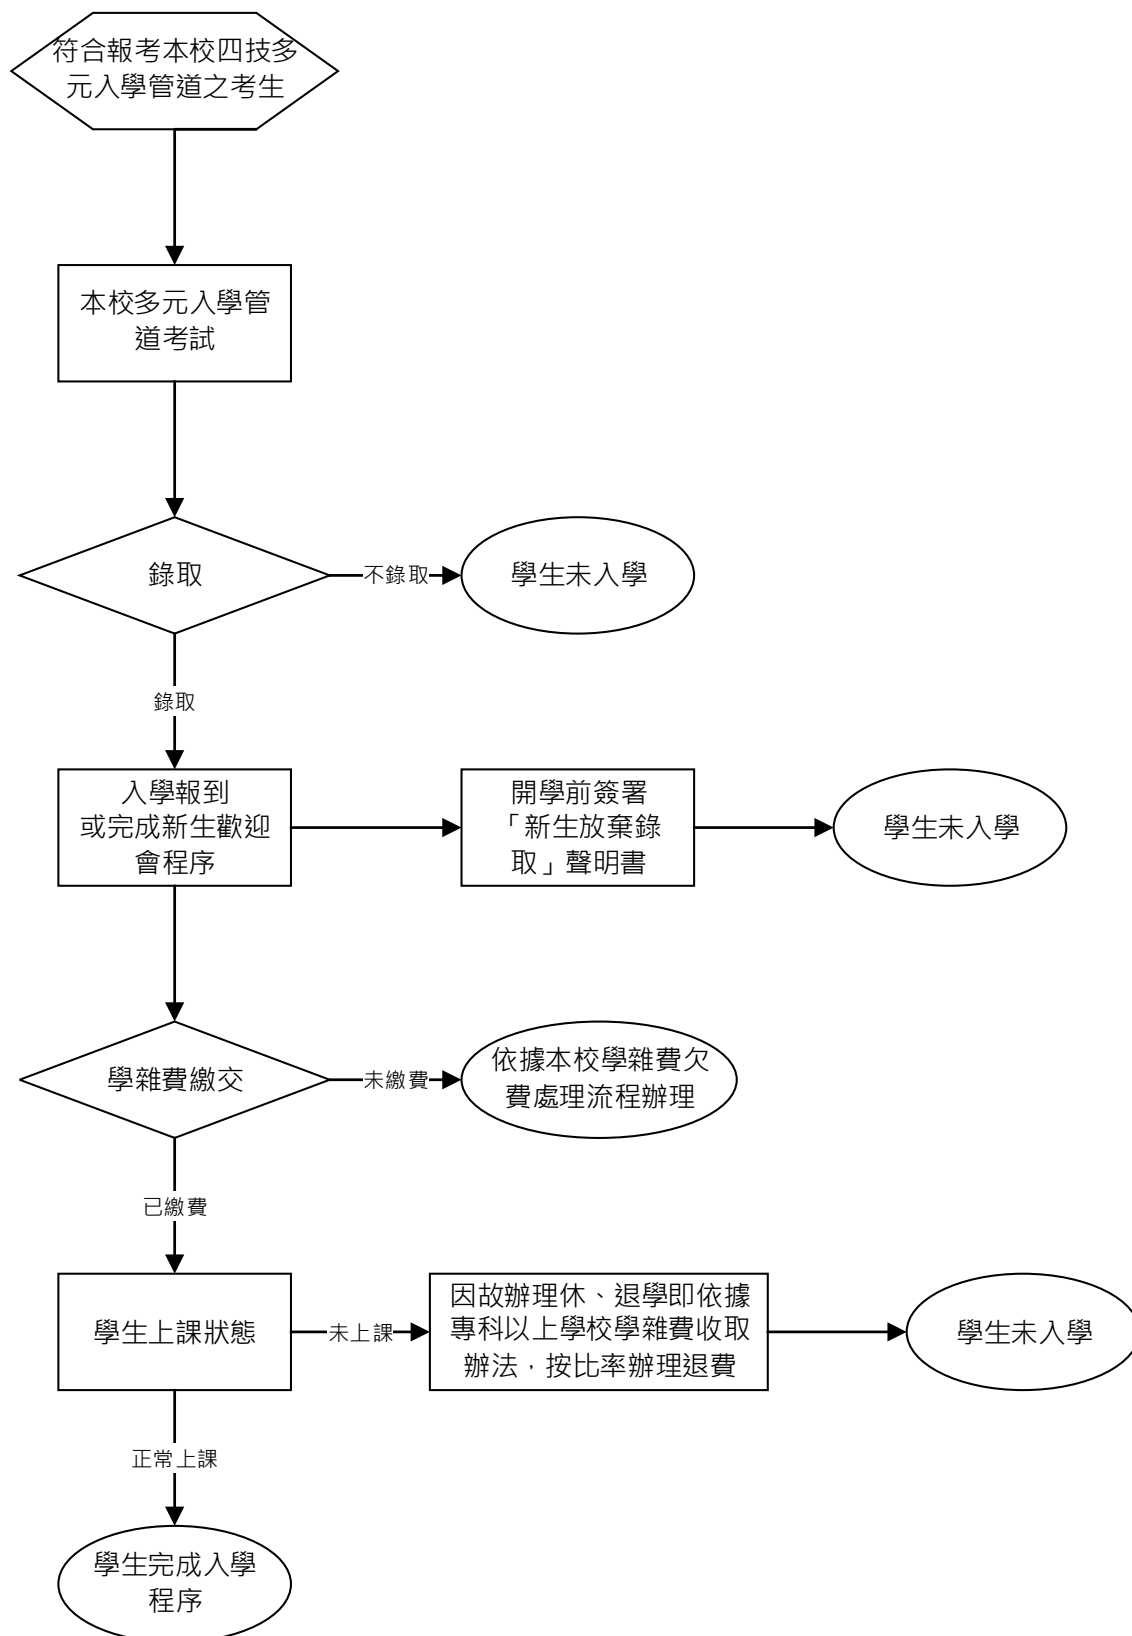 符合報考本校四技多
元入學管道之考生
本校多元入學管
道考試
錄取
不錄取
學生未入學
錄取
入學報到
或完成新生歡迎
會程序
開學前簽署
「新生放棄錄
取」聲明書
學生未入學
學雜費繳交
未繳費
依據本校學雜費欠
費處理流程辦理
已繳費
學生上課狀態
未上課
因故辦理休、退學即依據
專科以上學校學雜費收取
辦法，按比率辦理退費
學生未入學
正常上課
學生完成入學
程序